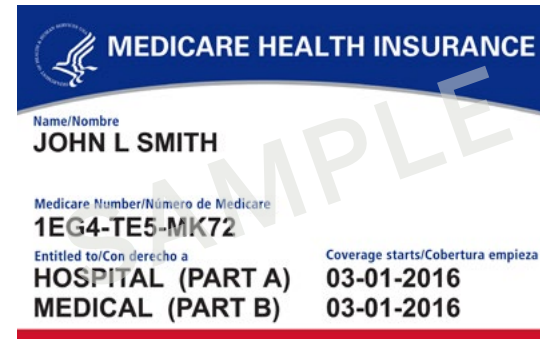 MEDICARE HEALTH INSURANCE
Name/Nombre
JOHN L SMITH
Medicare Number/Número de Medicare
1EG4-TE5-MK72
Entitled to/Con derecho a
Coverage starts/Cobertura empieza
HOSPITAL (PART A) 03-01-2016
MEDICAL (PART B) 03-01-2016
SAMPLE